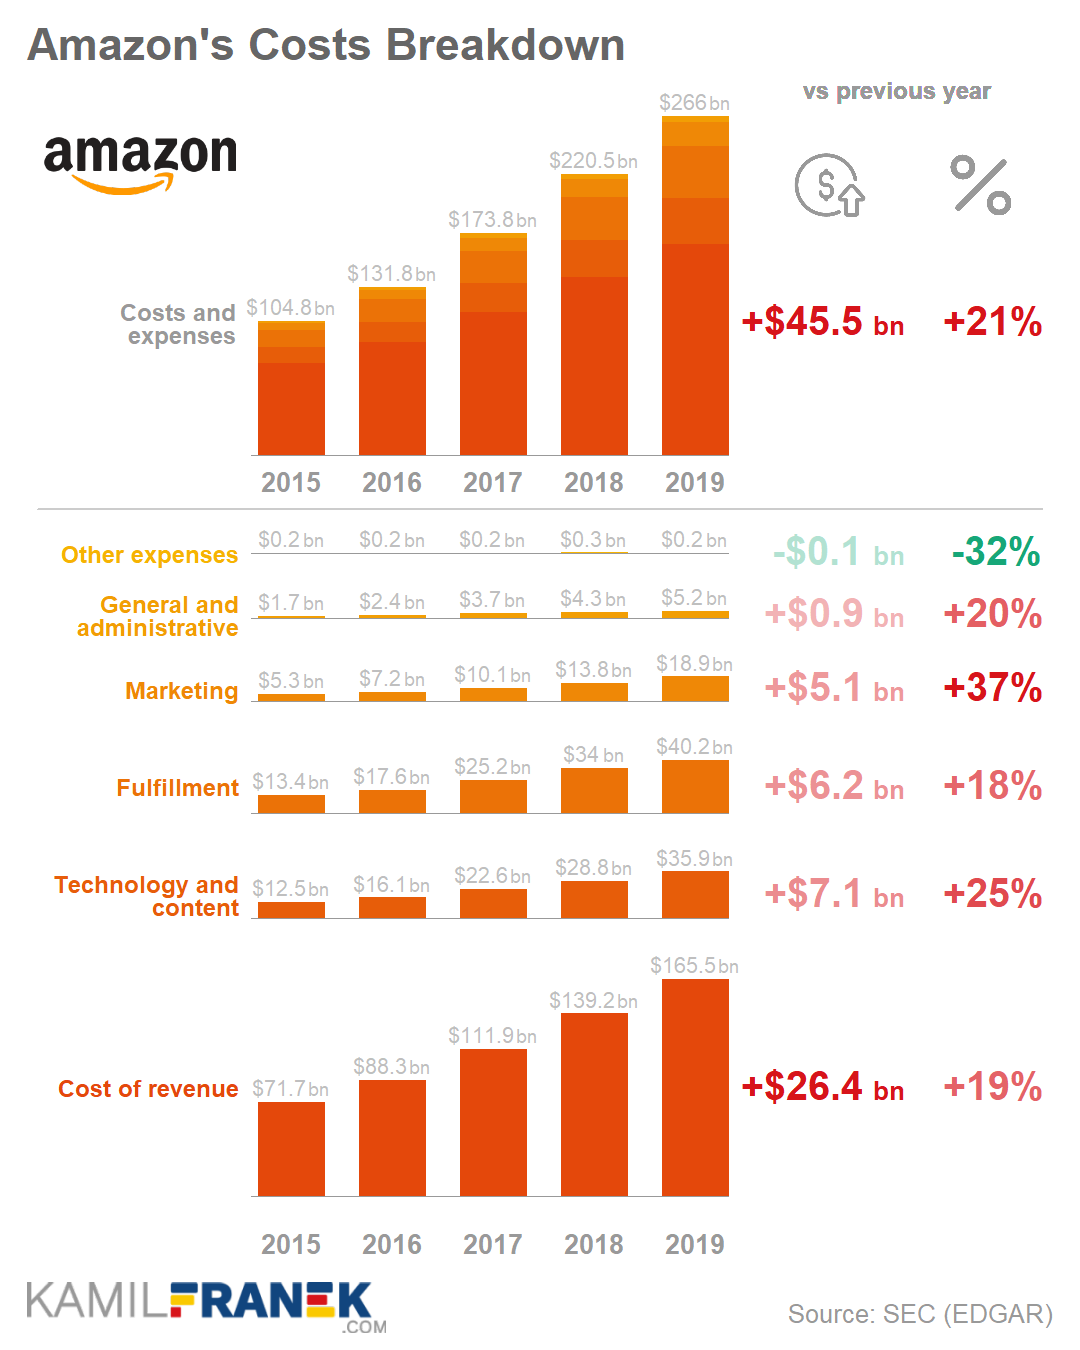 Amazon's Costs Breakdown
vs previous year
amazon
$104.8bn $131.8bn $173.8bn $220.5bn $266bn
Costs and
expenses
+$45.5 bn +21%
2015 2016 2017 2018 2019
Other expenses $0.2bn $0.2bn $0.2bn $0.3bn $0.2bn -$0.1 bn -32%
General and
administrative
$1.7bn $2.4bn $3.7bn $4.3bn $5.2bn +$0.9 bn +20%
Marketing $5.3bn $7.2bn $10.1bn $13.8bn $18.9bn +$5.1 bn +37%
Fulfillment $13.4bn $17.6bn $25.2bn $34bn $40.2bn +$6.2 bn +18%
Technology and
content
$12.5bn $16.1bn $22.6bn $28.8bn $35.9bn +$7.1 bn +25%
Cost of revenue $71.7bn $88.3bn $111.9bn $139.2bn $165.5bn +$26.4 bn +19%
2015 2016 2017 2018 2019
KAMILFRANEK
.COM
Source: SEC (EDGAR)